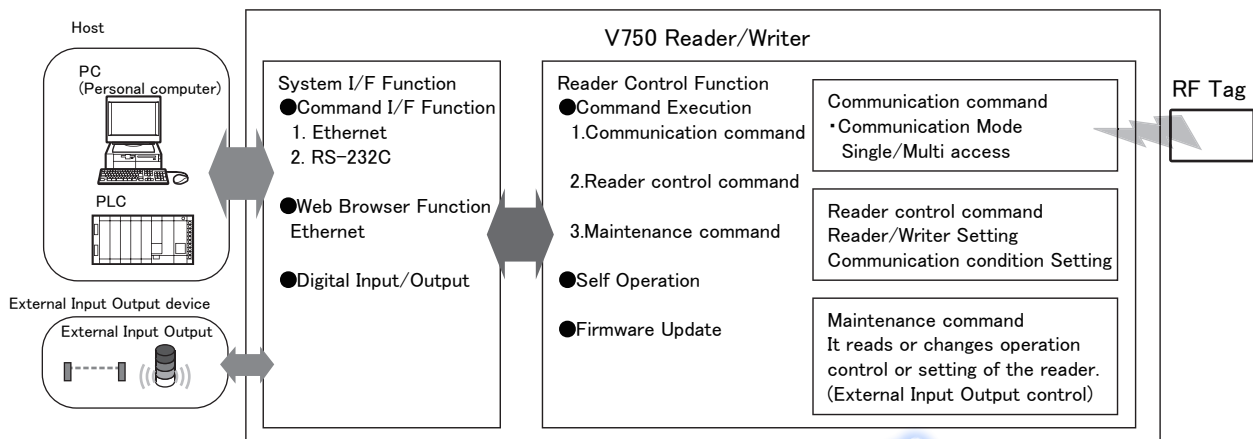 Host
PC
(Personal computer)
PLC
External Input Output device
External Input Output
V750 Reader/Writer
System I/F Function
●Command I/F Function
1. Ethernet
2. RS-232C
●Web Browser Function
Ethernet
●Digital Input/Output
Reader Control Function
●Command Execution
1.Communication command
2.Reader control command
3.Maintenance command
●Self Operation
●Firmware Update
Communication command
・Communication Mode
Single/Multi access
Reader control command
Reader/Writer Setting
Communication condition Setting
Maintenance command
It reads or changes operation
control or setting of the reader.
(External Input Output control)
RF Tag